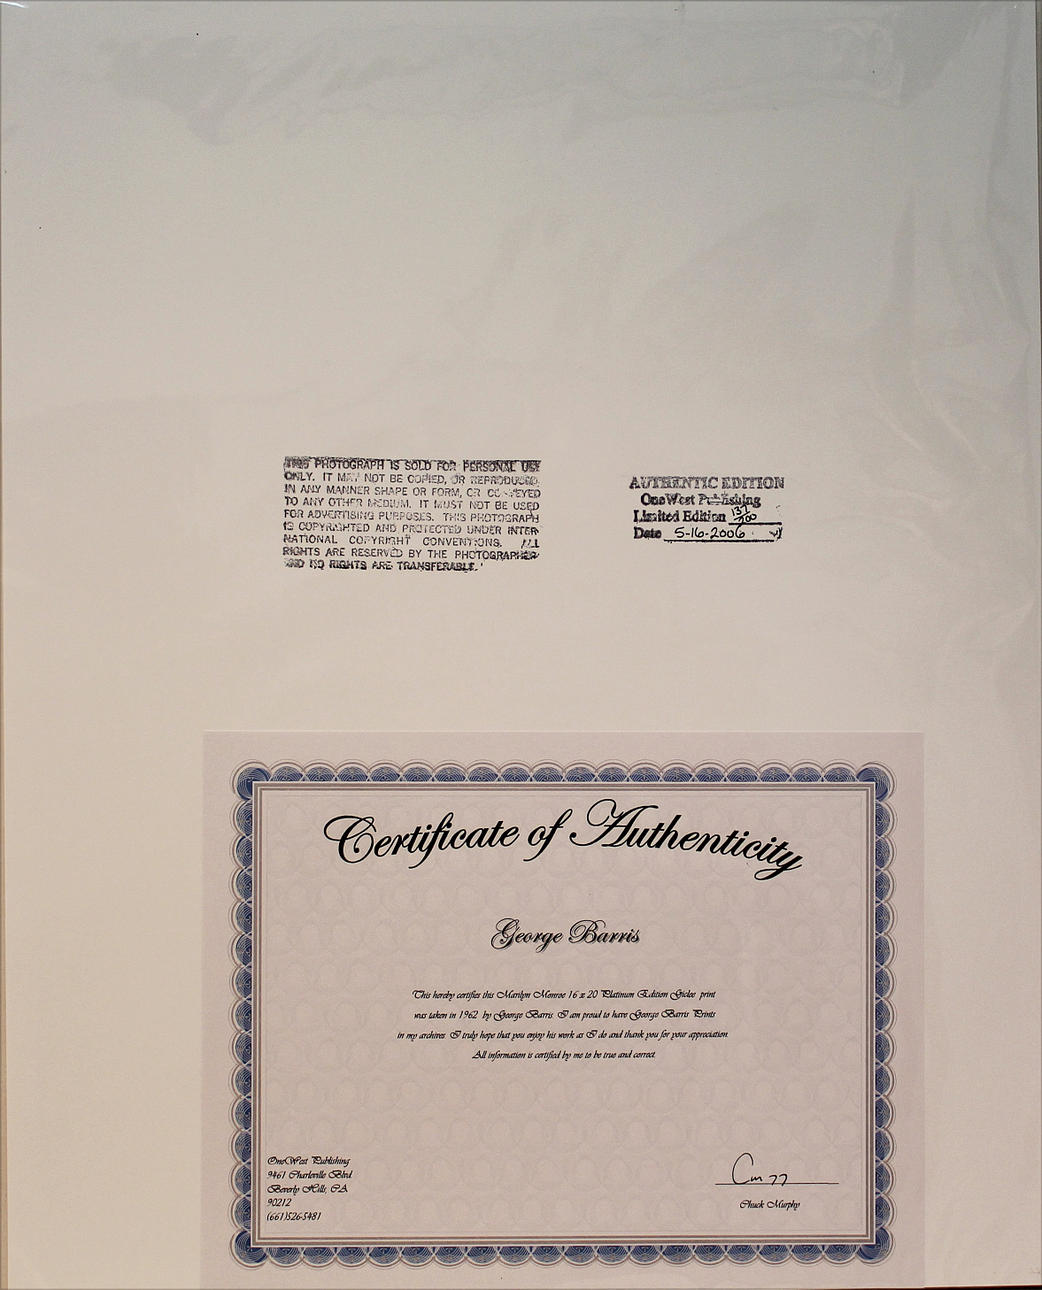 THIS PHOTOGRAPH IS SOLD FOR PERSONAL USE
ONLY. IT MAY NOT BE COPIED, OR REPRODUCED
IN ANY MANNER SHAPE OR FORM, OR CONVEYED
TO ANY OTHER MEDIUM. IT MUST NOT BE USED
FOR ADVERTISING PURPOSES. THIS PHOTOGRAPH
IS COPYRIGHTED AND PROTECTED UNDER INTER-
NATIONAL COPYRIGHT CONVENTIONS. ALL
RIGHTS ARE RESERVED BY THE PHOTOGRAPHER
AND NO RIGHTS ARE TRANSFERABLE.
AUTHENTIC EDITION
OneWest Publishing
Limited Edition 137/200
Date 5-16-2006
Certificate of Authenticity
George Barris
This hereby certifies this Marilyn Monroe 16 x 20 Platinum Edition Giclee print
was taken in 1962 by George Barris. I am proud to have George Barris Prints
in my archives. I truly hope that you enjoy his work as I do and thank you for your appreciation.
All information is certified by me to be true and correct.
OneWest Publishing
9461 Charleville Blvd
Beverly Hills, CA
90212
(661)526-5481
Chuck Murphy